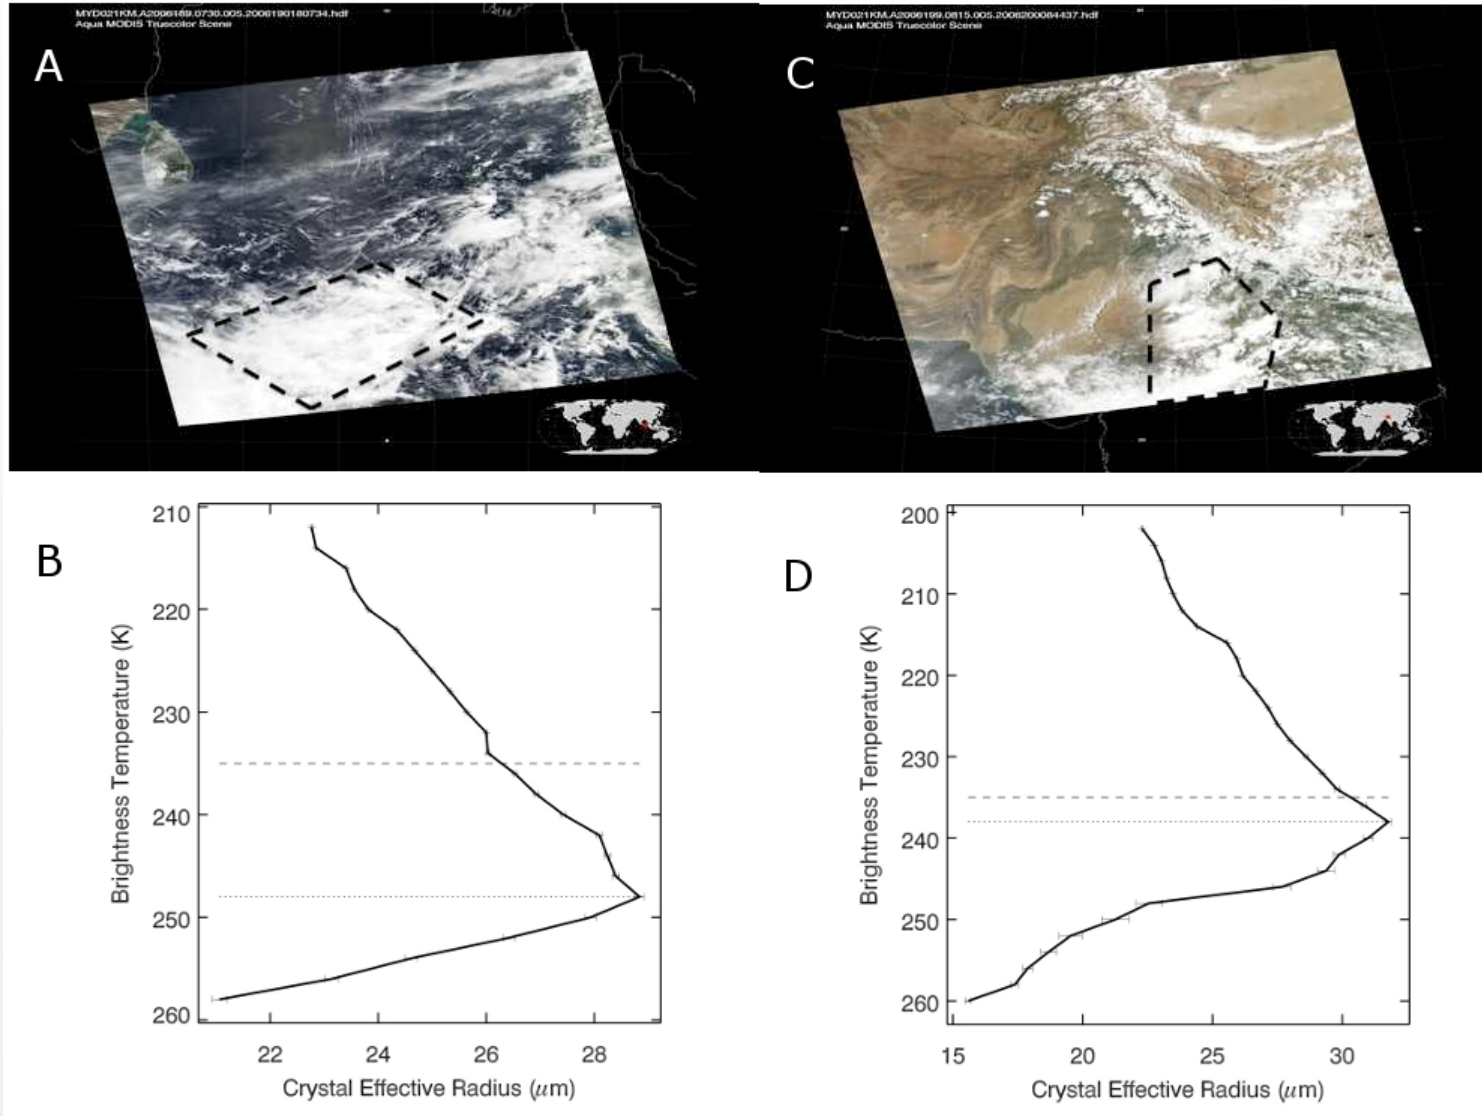 MYD021KM.A2006189.0730.005.2006190180734.hdf
Aqua MODIS Truecolor Scene
A
MYD021KM.A2006199.0815.005.2006200084437.hdf
Aqua MODIS Truecolor Scene
C
B
210
220
230
240
250
260
Brightness Temperature (K)
22 24 26 28
Crystal Effective Radius (μm)
D
200
210
220
230
240
250
260
Brightness Temperature (K)
15 20 25 30
Crystal Effective Radius (μm)